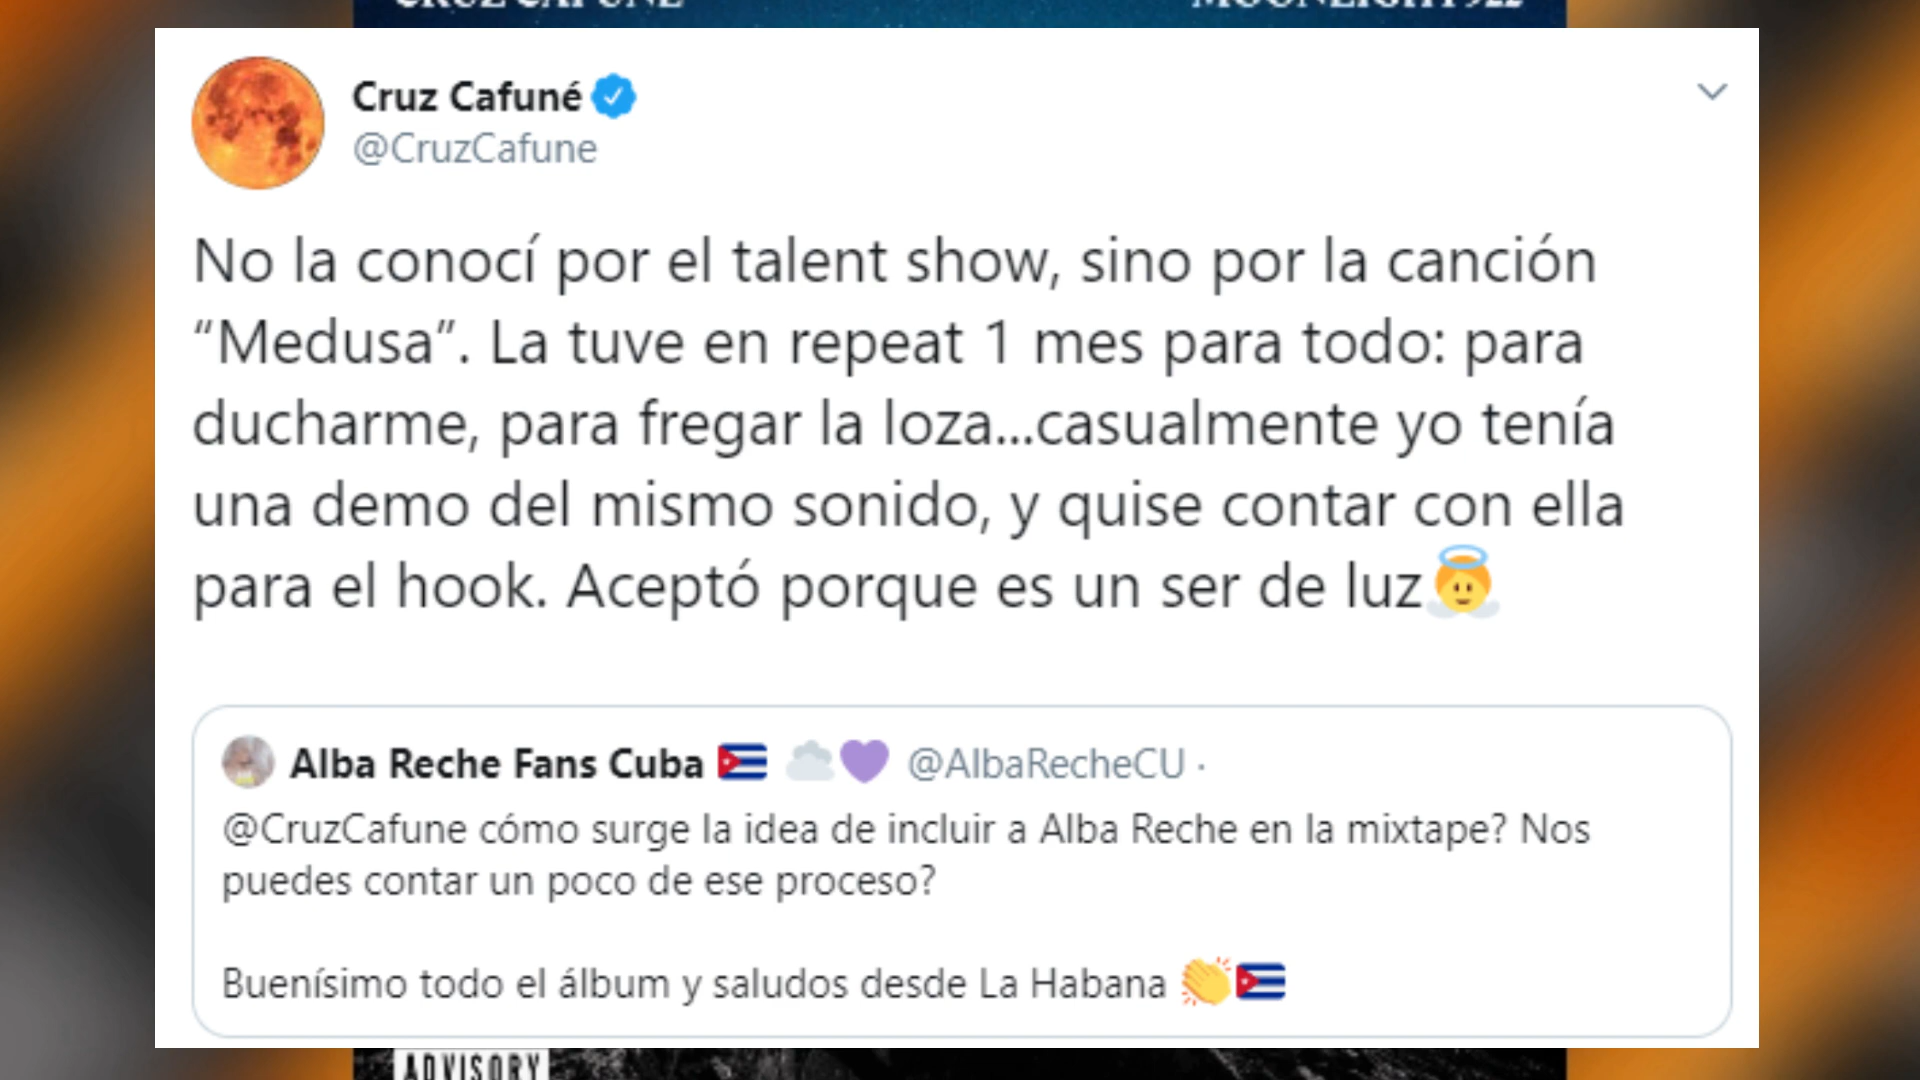 CRUZ CAFUNÉ MOONLIGHT922
Cruz Cafuné
@CruzCafune
No la conocí por el talent show, sino por la canción
“Medusa”. La tuve en repeat 1 mes para todo: para
ducharme, para fregar la loza...casualmente yo tenía
una demo del mismo sonido, y quise contar con ella
para el hook. Aceptó porque es un ser de luz
Alba Reche Fans Cuba @AlbaRecheCU ·
@CruzCafune cómo surge la idea de incluir a Alba Reche en la mixtape? Nos
puedes contar un poco de ese proceso?
Buenísimo todo el álbum y saludos desde La Habana
ADVISORY